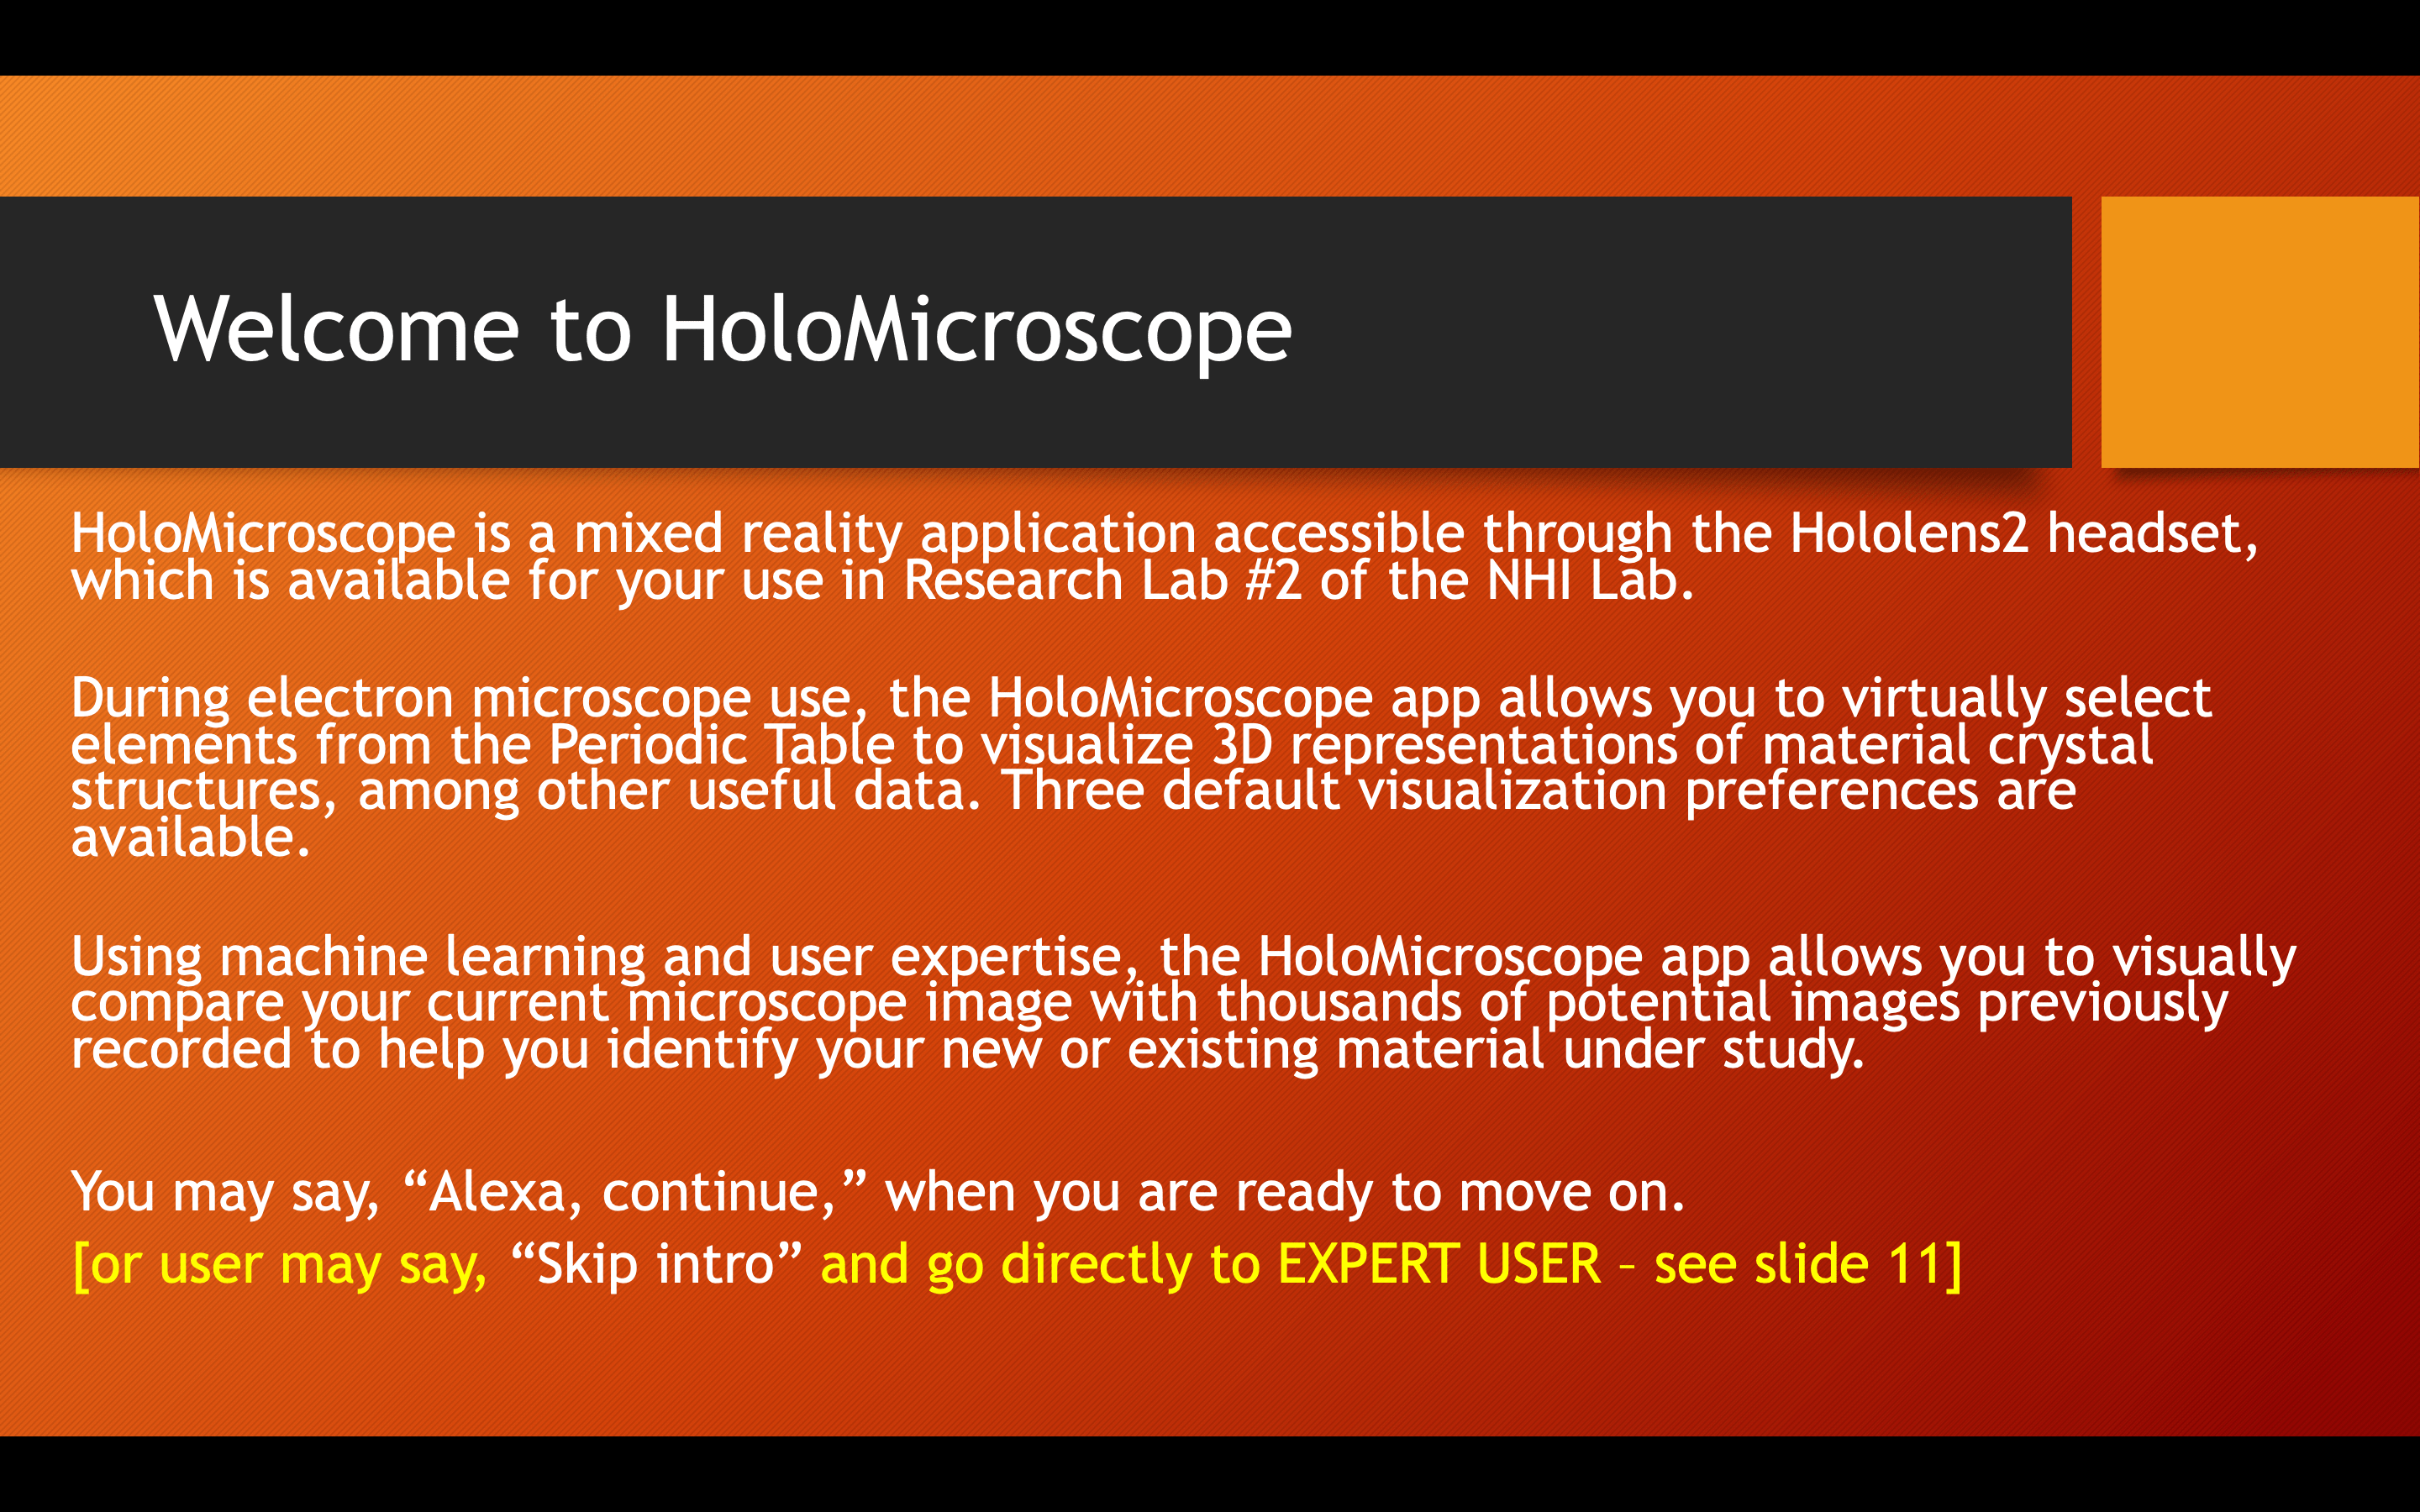 Welcome to HoloMicroscope
HoloMicroscope is a mixed reality application accessible through the Hololens2 headset,
which is available for your use in Research Lab #2 of the NHI Lab.
During electron microscope use, the HoloMicroscope app allows you to virtually select
elements from the Periodic Table to visualize 3D representations of material crystal
structures, among other useful data. Three default visualization preferences are
available.
Using machine learning and user expertise, the HoloMicroscope app allows you to visually
compare your current microscope image with thousands of potential images previously
recorded to help you identify your new or existing material under study.
You may say, “Alexa, continue,” when you are ready to move on.
[or user may say, “Skip intro” and go directly to EXPERT USER – see slide 11]